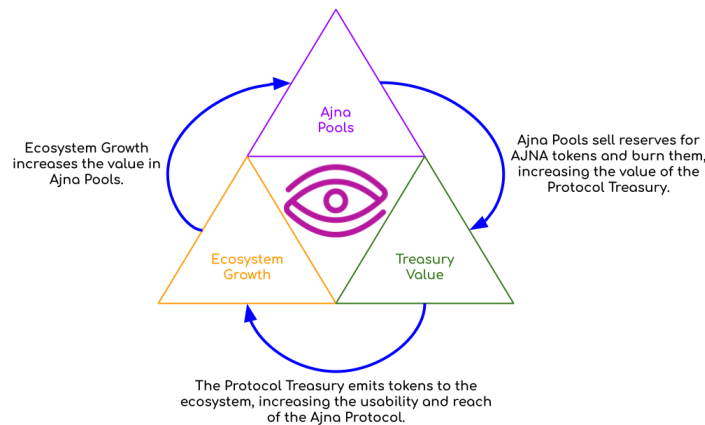 Ajna
Pools
Ecosystem Growth
increases the value in
Ajna Pools.
Ajna Pools sell reserves for
AJNA tokens and burn them,
increasing the value of the
Protocol Treasury.
Ecosystem
Growth
Treasury
Value
The Protocol Treasury emits tokens to the
ecosystem, increasing the usability and reach
of the Ajna Protocol.